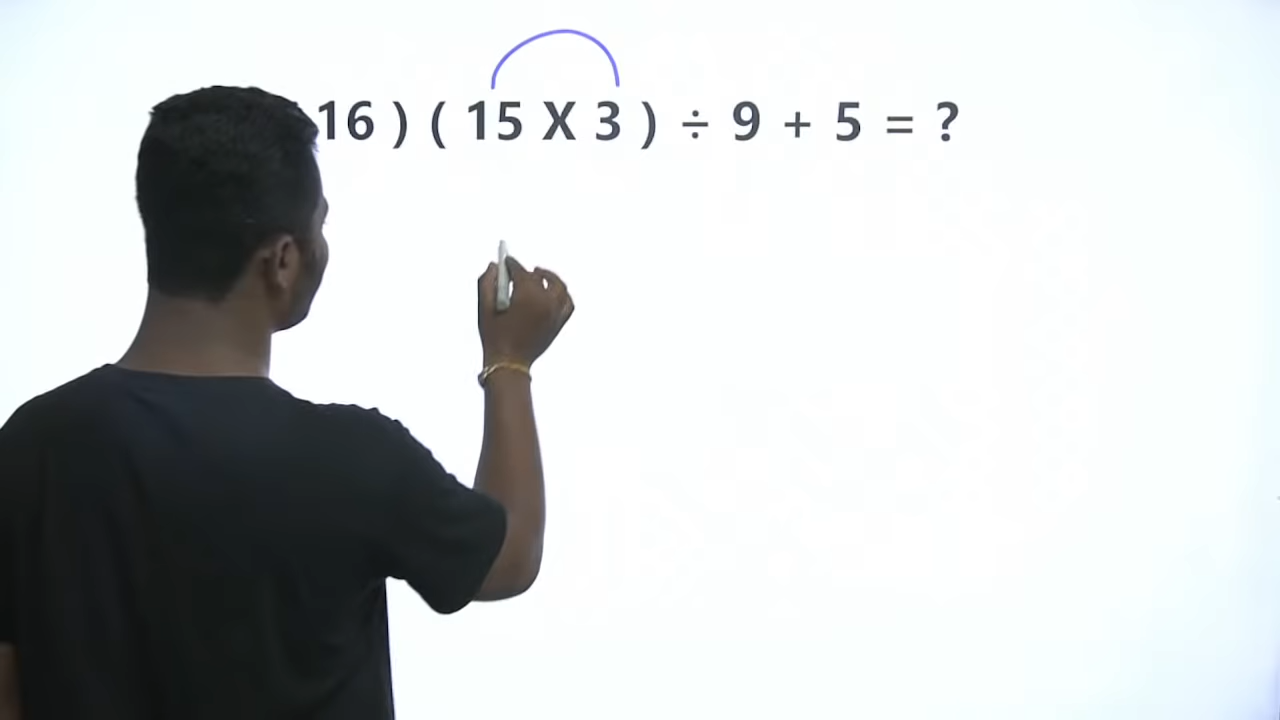 16 ) ( 15 X 3 ) ÷ 9 + 5 = ?